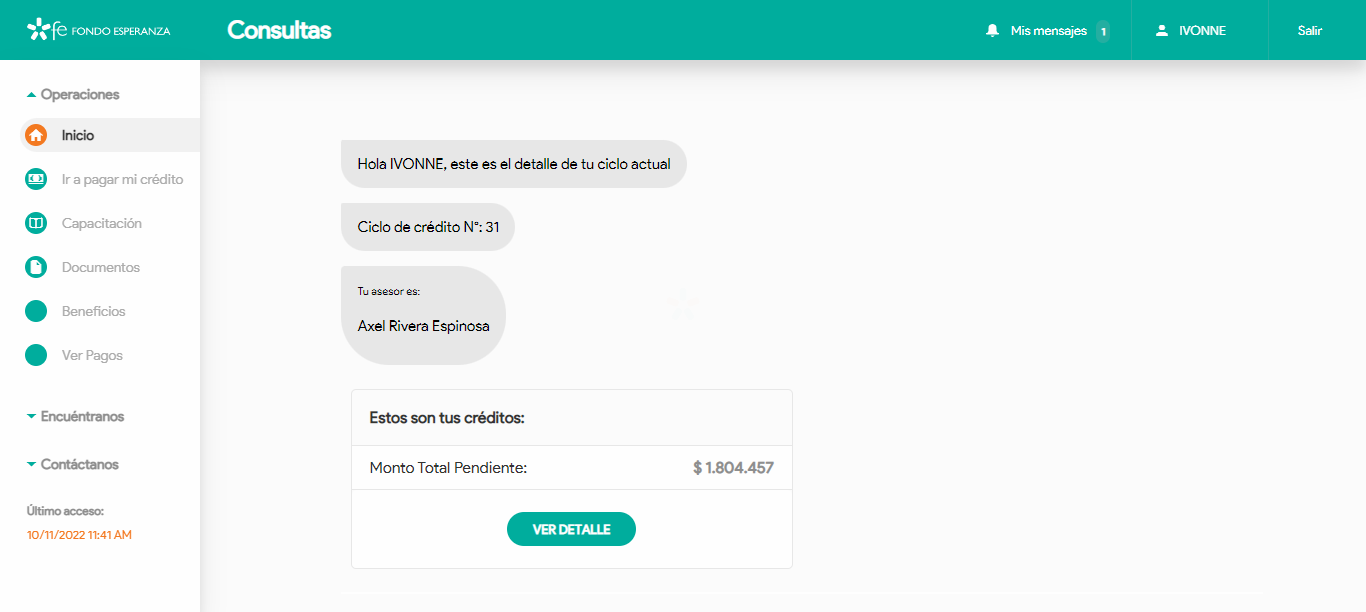 fe FONDO ESPERANZA
Consultas
Mis mensajes 1
IVONNE
Salir
Operaciones
Inicio
Ir a pagar mi crédito
Capacitación
Documentos
Beneficios
Ver Pagos
Encuéntranos
Contáctanos
Último acceso:
10/11/2022 11:41 AM
Hola IVONNE, este es el detalle de tu ciclo actual
Ciclo de crédito N°: 31
Tu asesor es:
Axel Rivera Espinosa
Estos son tus créditos:
Monto Total Pendiente: $ 1.804.457
VER DETALLE